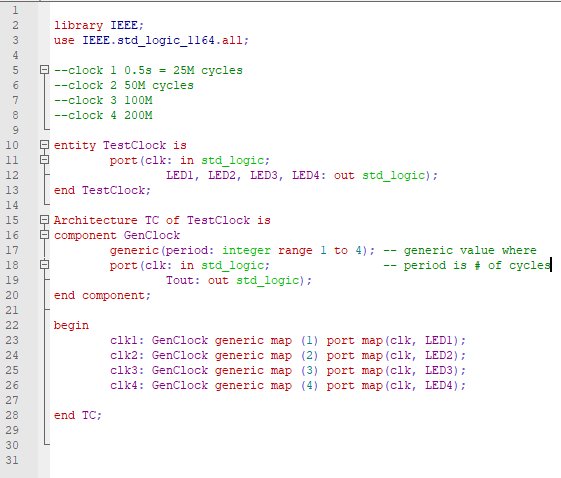 1
2 library IEEE;
3 use IEEE.std_logic_1164.all;
4
5 --clock 1 0.5s = 25M cycles
6 --clock 2 50M cycles
7 --clock 3 100M
8 --clock 4 200M
9
10 entity TestClock is
11 port(clk: in std_logic;
12 LED1, LED2, LED3, LED4: out std_logic);
13 end TestClock;
14
15 Architecture TC of TestClock is
16 component GenClock
17 generic(period: integer range 1 to 4); -- generic value where
18 port(clk: in std_logic; -- period is # of cycles
19 Tout: out std_logic);
20 end component;
21
22 begin
23 clk1: GenClock generic map (1) port map(clk, LED1);
24 clk2: GenClock generic map (2) port map(clk, LED2);
25 clk3: GenClock generic map (3) port map(clk, LED3);
26 clk4: GenClock generic map (4) port map(clk, LED4);
27
28 end TC;
29
30
31